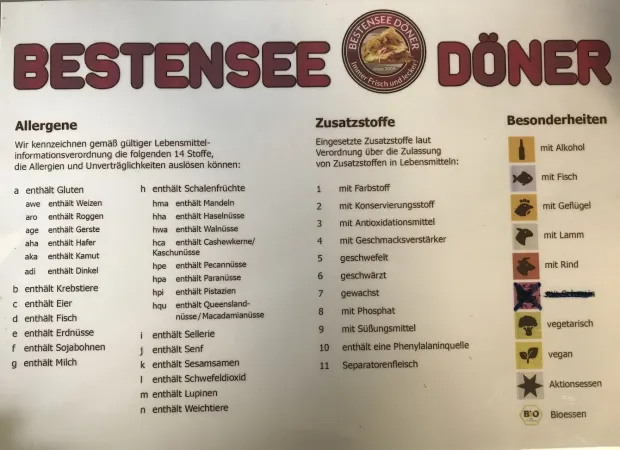 BESTENSEE DÖNER
BESTENSEE DÖNER
Immer Frisch und lecker!
Allergene
Wir kennzeichnen gemäß gültiger Lebensmittel-
informationsverordnung die folgenden 14 Stoffe,
die Allergien und Unverträglichkeiten auslösen können:
a enthält Gluten
awe enthält Weizen
aro enthält Roggen
age enthält Gerste
aha enthält Hafer
aka enthält Kamut
adi enthält Dinkel
b enthält Krebstiere
c enthält Eier
d enthält Fisch
e enthält Erdnüsse
f enthält Sojabohnen
g enthält Milch
h enthält Schalenfrüchte
hma enthält Mandeln
hha enthält Haselnüsse
hwa enthält Walnüsse
hca enthält Cashewkerne/
Kaschunüsse
hpe enthält Pecannüsse
hpa enthält Paranüsse
hpi enthält Pistazien
hqu enthält Queensland-
nüsse/Macadamianüsse
i enthält Sellerie
j enthält Senf
k enthält Sesamsamen
l enthält Schwefeldioxid
m enthält Lupinen
n enthält Weichtiere
Zusatzstoffe
Eingesetzte Zusatzstoffe laut
Verordnung über die Zulassung
von Zusatzstoffen in Lebensmitteln:
1 mit Farbstoff
2 mit Konservierungsstoff
3 mit Antioxidationsmittel
4 mit Geschmacksverstärker
5 geschwefelt
6 geschwärzt
7 gewachst
8 mit Phosphat
9 mit Süßungsmittel
10 enthält eine Phenylalaninquelle
11 Separatorenfleisch
Besonderheiten
mit Alkohol
mit Fisch
mit Geflügel
mit Lamm
mit Rind
vegetarisch
vegan
Aktionsessen
BIO Bioessen